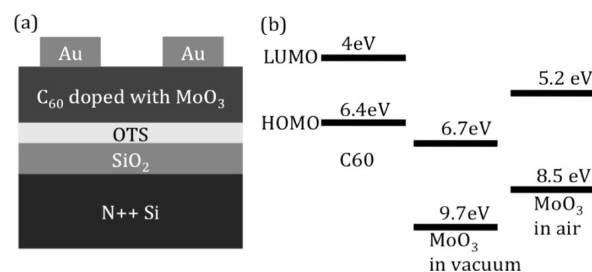 (a)
Au Au
C₆₀ doped with MoO₃
OTS
SiO₂
N++ Si
(b)
4eV
LUMO
5.2 eV
6.4eV
HOMO
6.7eV
C60
8.5 eV
MoO₃
in air
9.7eV
MoO₃
in vacuum